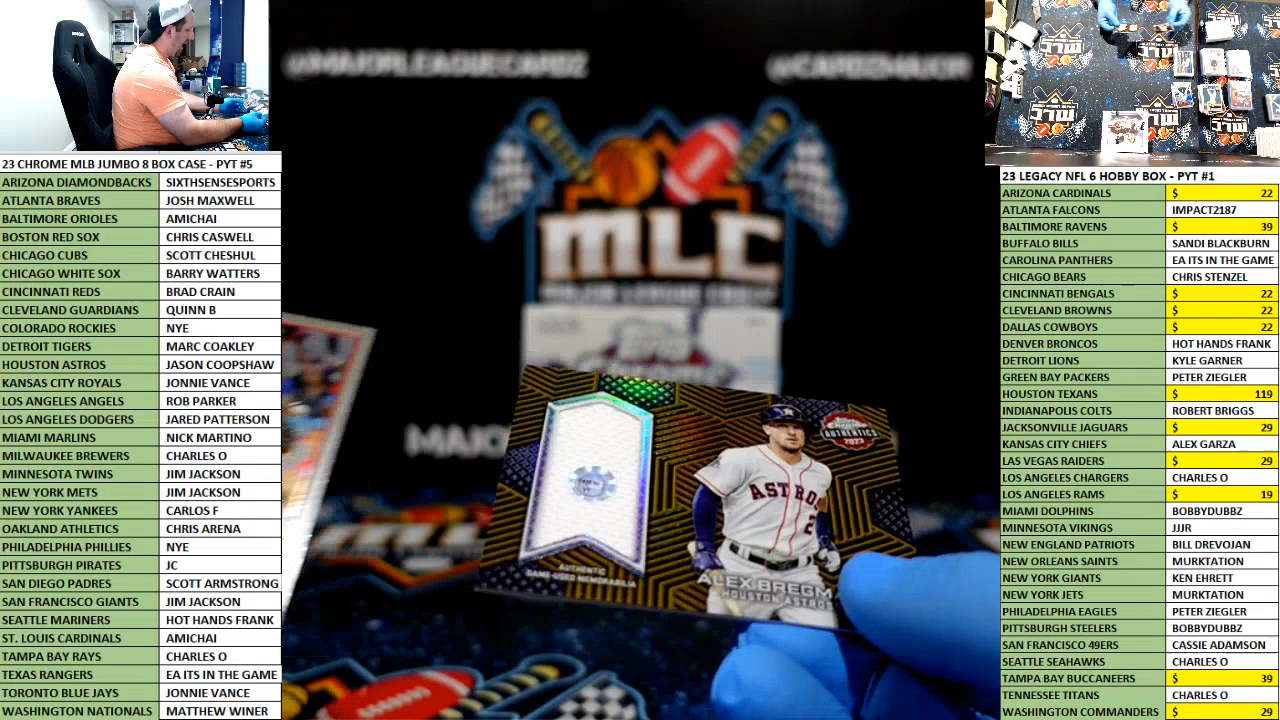 @MAJORLEAGUECARDZ
@CARDZMAJOR
MLC
23 CHROME MLB JUMBO 8 BOX CASE - PYT #5
ARIZONA DIAMONDBACKS SIXTHSENSESPORTS
ATLANTA BRAVES JOSH MAXWELL
BALTIMORE ORIOLES AMICHAI
BOSTON RED SOX CHRIS CASWELL
CHICAGO CUBS SCOTT CHESHUL
CHICAGO WHITE SOX BARRY WATTERS
CINCINNATI REDS BRAD CRAIN
CLEVELAND GUARDIANS QUINN B
COLORADO ROCKIES NYE
DETROIT TIGERS MARC COAKLEY
HOUSTON ASTROS JASON COOPSHAW
KANSAS CITY ROYALS JONNIE VANCE
LOS ANGELES ANGELS ROB PARKER
LOS ANGELES DODGERS JARED PATTERSON
MIAMI MARLINS NICK MARTINO
MILWAUKEE BREWERS CHARLES O
MINNESOTA TWINS JIM JACKSON
NEW YORK METS JIM JACKSON
NEW YORK YANKEES CARLOS F
OAKLAND ATHLETICS CHRIS ARENA
PHILADELPHIA PHILLIES NYE
PITTSBURGH PIRATES JC
SAN DIEGO PADRES SCOTT ARMSTRONG
SAN FRANCISCO GIANTS JIM JACKSON
SEATTLE MARINERS HOT HANDS FRANK
ST. LOUIS CARDINALS AMICHAI
TAMPA BAY RAYS CHARLES O
TEXAS RANGERS EA ITS IN THE GAME
TORONTO BLUE JAYS JONNIE VANCE
WASHINGTON NATIONALS MATTHEW WINER
Chrome
AUTHENTICS
2023
ASTROS
2
AUTHENTIC
GAME-USED MEMORABILIA
ALEX BREGM
HOUSTON ASTROS
23 LEGACY NFL 6 HOBBY BOX - PYT #1
ARIZONA CARDINALS $ 22
ATLANTA FALCONS IMPACT2187
BALTIMORE RAVENS $ 39
BUFFALO BILLS SANDI BLACKBURN
CAROLINA PANTHERS EA ITS IN THE GAME
CHICAGO BEARS CHRIS STENZEL
CINCINNATI BENGALS $ 22
CLEVELAND BROWNS $ 22
DALLAS COWBOYS $ 22
DENVER BRONCOS HOT HANDS FRANK
DETROIT LIONS KYLE GARNER
GREEN BAY PACKERS PETER ZIEGLER
HOUSTON TEXANS $ 119
INDIANAPOLIS COLTS ROBERT BRIGGS
JACKSONVILLE JAGUARS $ 29
KANSAS CITY CHIEFS ALEX GARZA
LAS VEGAS RAIDERS $ 29
LOS ANGELES CHARGERS CHARLES O
LOS ANGELES RAMS $ 19
MIAMI DOLPHINS BOBBYDUBBZ
MINNESOTA VIKINGS JJJR
NEW ENGLAND PATRIOTS BILL DREVOJAN
NEW ORLEANS SAINTS MURKTATION
NEW YORK GIANTS KEN EHRETT
NEW YORK JETS MURKTATION
PHILADELPHIA EAGLES PETER ZIEGLER
PITTSBURGH STEELERS BOBBYDUBBZ
SAN FRANCISCO 49ERS CASSIE ADAMSON
SEATTLE SEAHAWKS CHARLES O
TAMPA BAY BUCCANEERS $ 39
TENNESSEE TITANS CHARLES O
WASHINGTON COMMANDERS $ 29